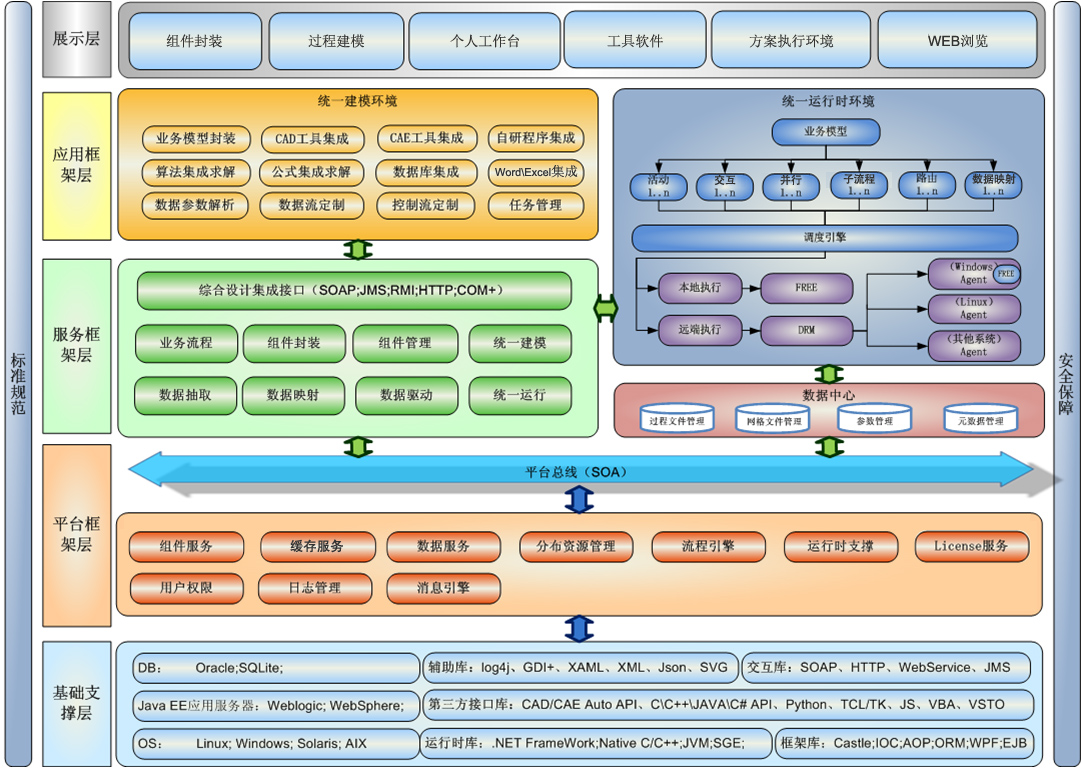 展示层
组件封装
过程建模
个人工作台
工具软件
方案执行环境
WEB浏览
标准规范
安全保障
应用框
架层
统一建模环境
业务模型封装
CAD工具集成
CAE工具集成
自研程序集成
算法集成求解
公式集成求解
数据库集成
Word\Excel集成
数据参数解析
数据流定制
控制流定制
任务管理
统一运行时环境
业务模型
活动
1..n
交互
1..n
并行
1..n
子流程
1..n
路由
1..n
数据映射
1..n
调度引擎
本地执行
FREE
远端执行
DRM
(Windows)
Agent
FREE
(Linux)
Agent
(其他系统)
Agent
服务框
架层
综合设计集成接口（SOAP;JMS;RMI;HTTP;COM+）
业务流程
组件封装
组件管理
统一建模
数据抽取
数据映射
数据驱动
统一运行
数据中心
过程文件管理
网格文件管理
参数管理
元数据管理
平台框
架层
平台总线（SOA）
组件服务
缓存服务
数据服务
分布资源管理
流程引擎
运行时支撑
License服务
用户权限
日志管理
消息引擎
基础支
撑层
DB： Oracle;SQLite;
辅助库：log4j、GDI+、XAML、XML、Json、SVG
交互库：SOAP、HTTP、WebService、JMS
Java EE应用服务器：Weblogic; WebSphere;
第三方接口库：CAD/CAE Auto API、C\C++\JAVA\C# API、Python、TCL/TK、JS、VBA、VSTO
OS： Linux; Windows; Solaris; AIX
运行时库：.NET FrameWork;Native C/C++;JVM;SGE;
框架库：Castle;IOC;AOP;ORM;WPF;EJB